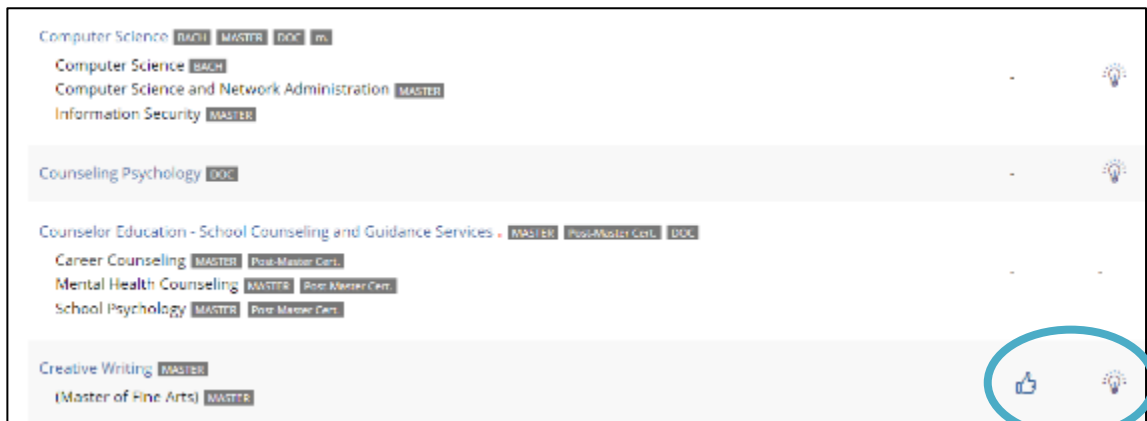 Computer Science BACH MASTER DOC m.
Computer Science BACH
Computer Science and Network Administration MASTER
Information Security MASTER
-
Counseling Psychology DOC
-
Counselor Education - School Counseling and Guidance Services . MASTER Post-Master Cert. DOC
Career Counseling MASTER Post-Master Cert.
Mental Health Counseling MASTER Post Master Cert.
School Psychology MASTER Post Master Cert.
- -
Creative Writing MASTER
(Master of Fine Arts) MASTER